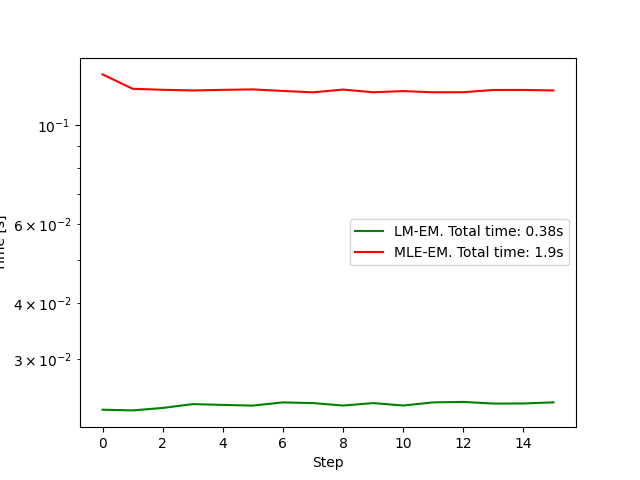 10⁻¹
6 × 10⁻²
4 × 10⁻²
3 × 10⁻²
LM-EM. Total time: 0.38s
MLE-EM. Total time: 1.9s
0 2 4 6 8 10 12 14
Step